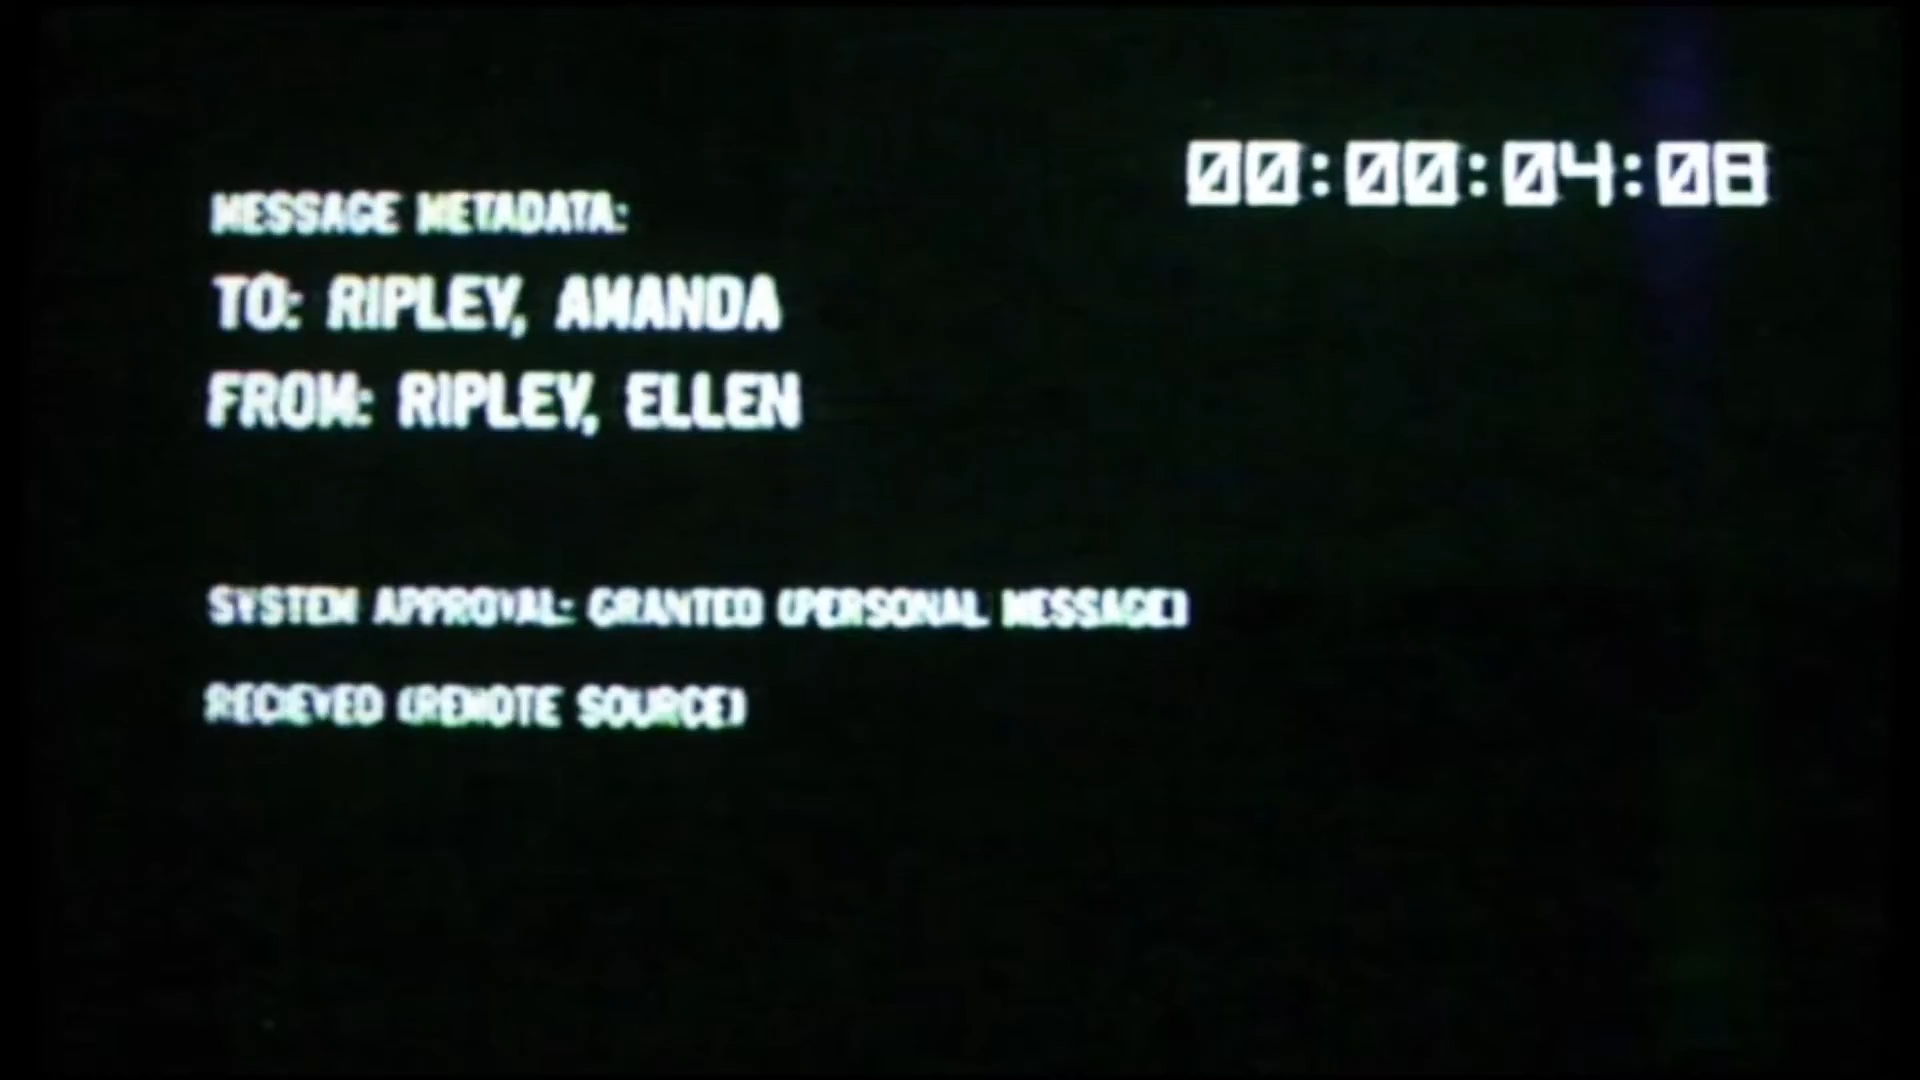 00:00:04:08
MESSAGE METADATA:
TO: RIPLEY, AMANDA
FROM: RIPLEY, ELLEN
SYSTEM APPROVAL: GRANTED (PERSONAL MESSAGE)
RECIEVED (REMOTE SOURCE)